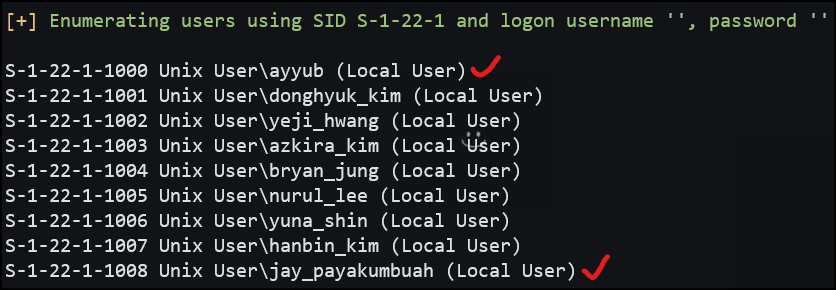 [+] Enumerating users using SID S-1-22-1 and logon username '', password ''
S-1-22-1-1000 Unix User\ayyub (Local User)
S-1-22-1-1001 Unix User\donghyuk_kim (Local User)
S-1-22-1-1002 Unix User\yeji_hwang (Local User)
S-1-22-1-1003 Unix User\azkira_kim (Local User)
S-1-22-1-1004 Unix User\bryan_jung (Local User)
S-1-22-1-1005 Unix User\nurul_lee (Local User)
S-1-22-1-1006 Unix User\yuna_shin (Local User)
S-1-22-1-1007 Unix User\hanbin_kim (Local User)
S-1-22-1-1008 Unix User\jay_payakumbuah (Local User)